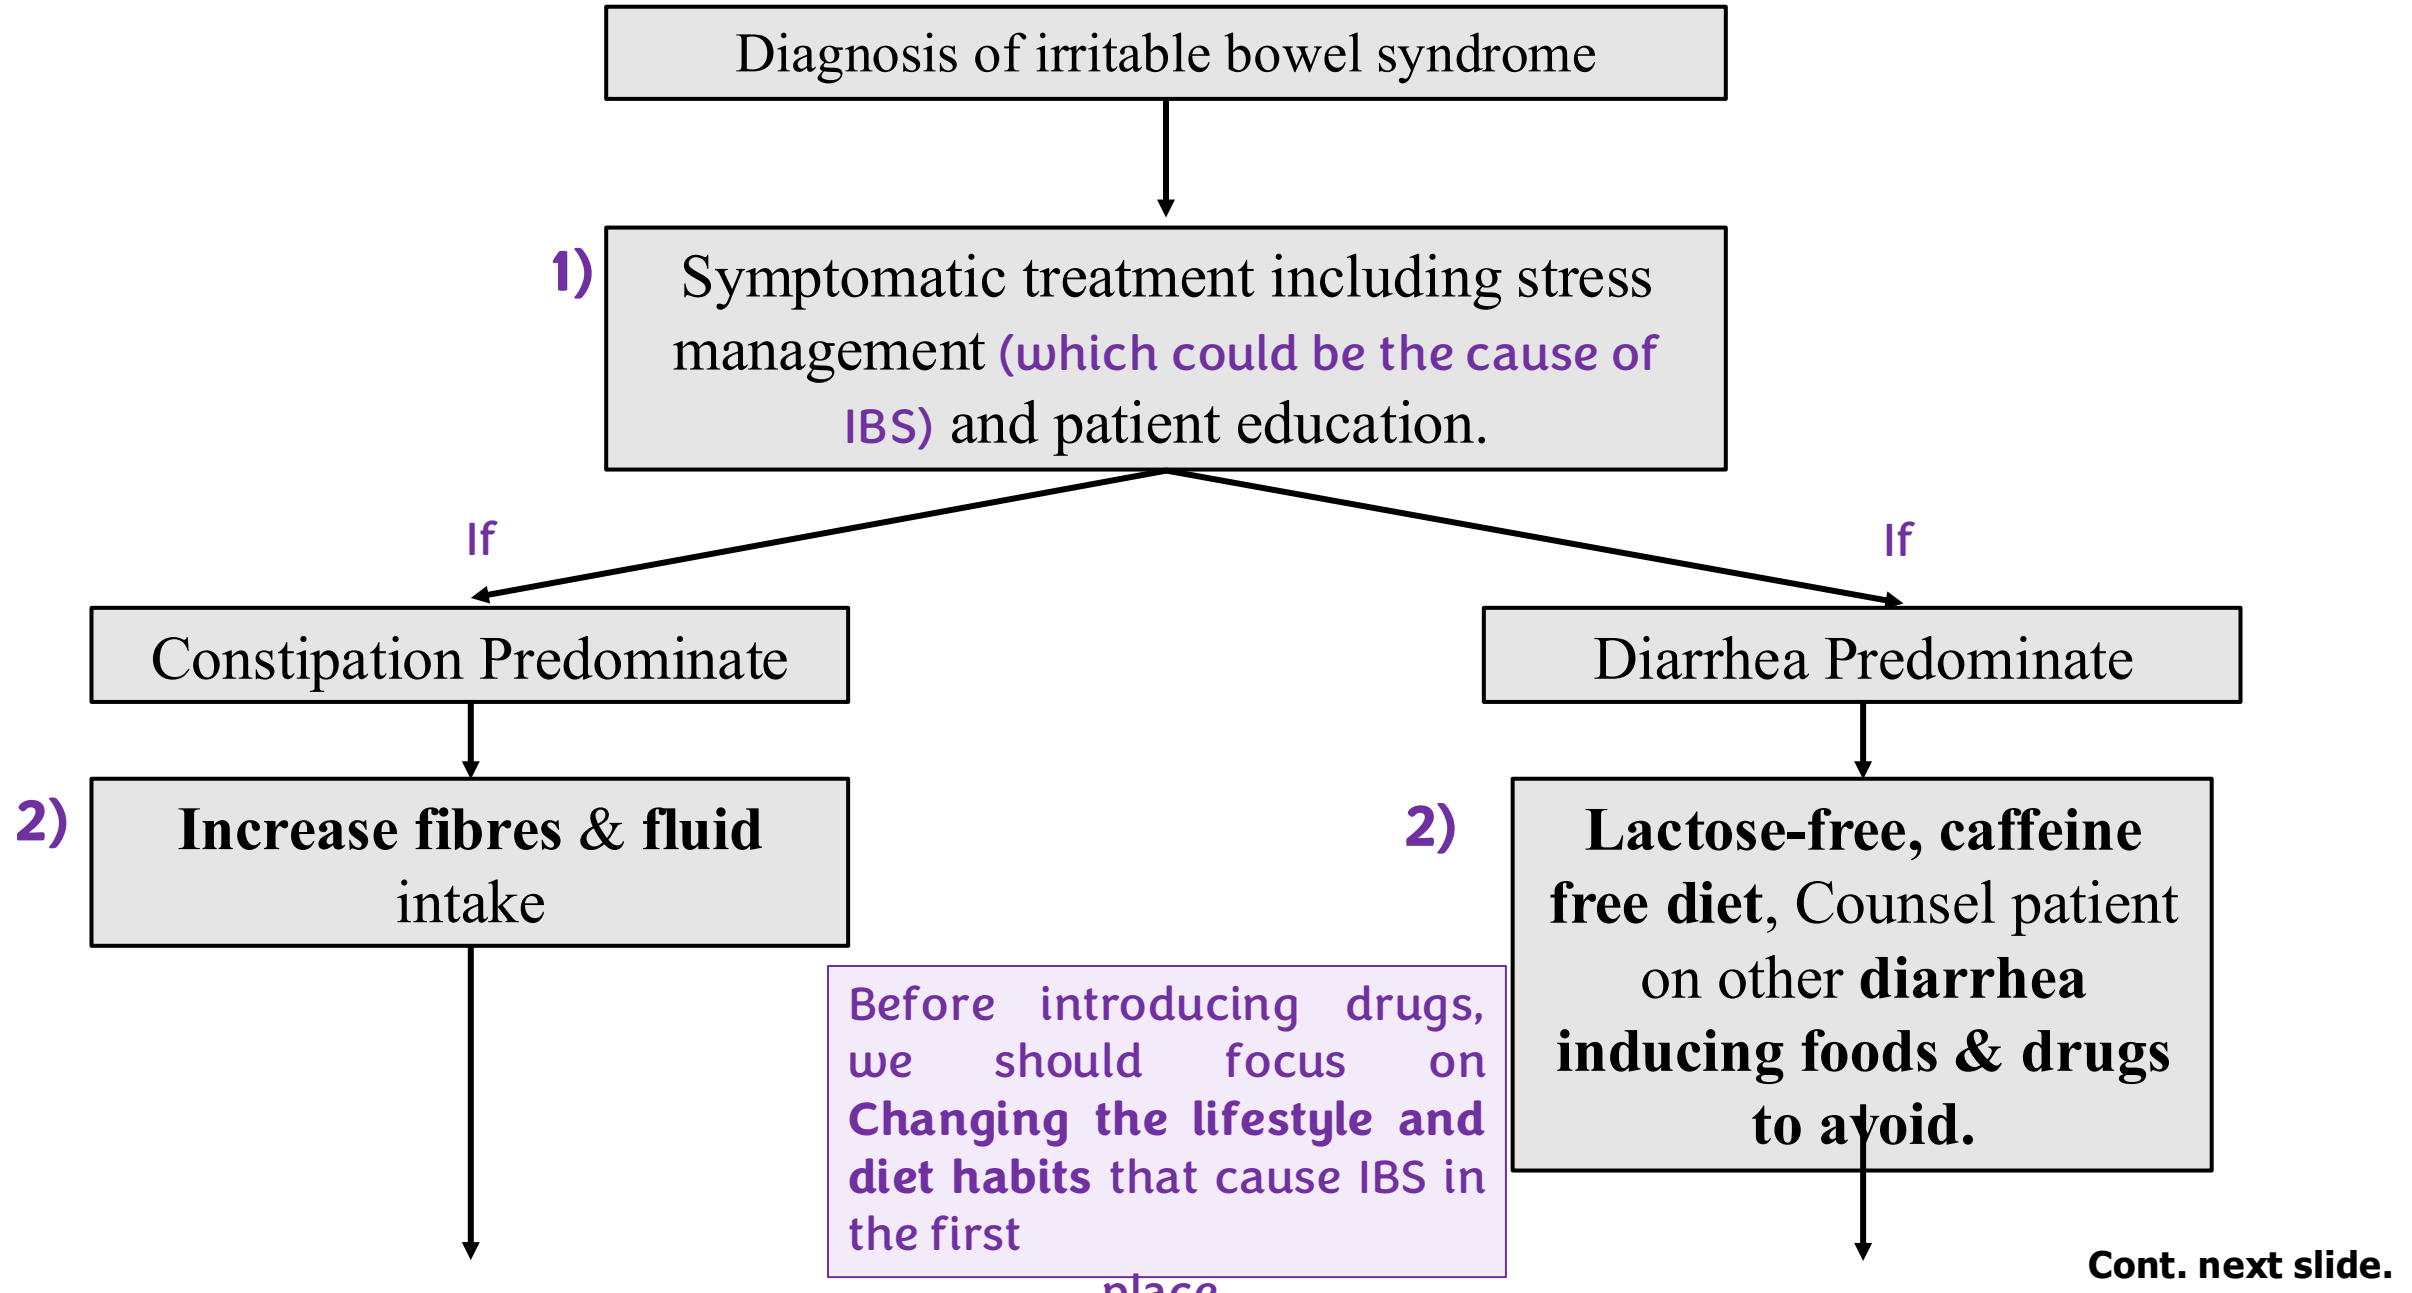 Diagnosis of irritable bowel syndrome
1)
Symptomatic treatment including stress
management (which could be the cause of
IBS) and patient education.
If
If
Constipation Predominate
Diarrhea Predominate
2)
Increase fibres & fluid
intake
2)
Lactose-free, caffeine
free diet, Counsel patient
on other diarrhea
inducing foods & drugs
to avoid.
Before introducing drugs,
we should focus on
Changing the lifestyle and
diet habits that cause IBS in
the first
place
Cont. next slide.